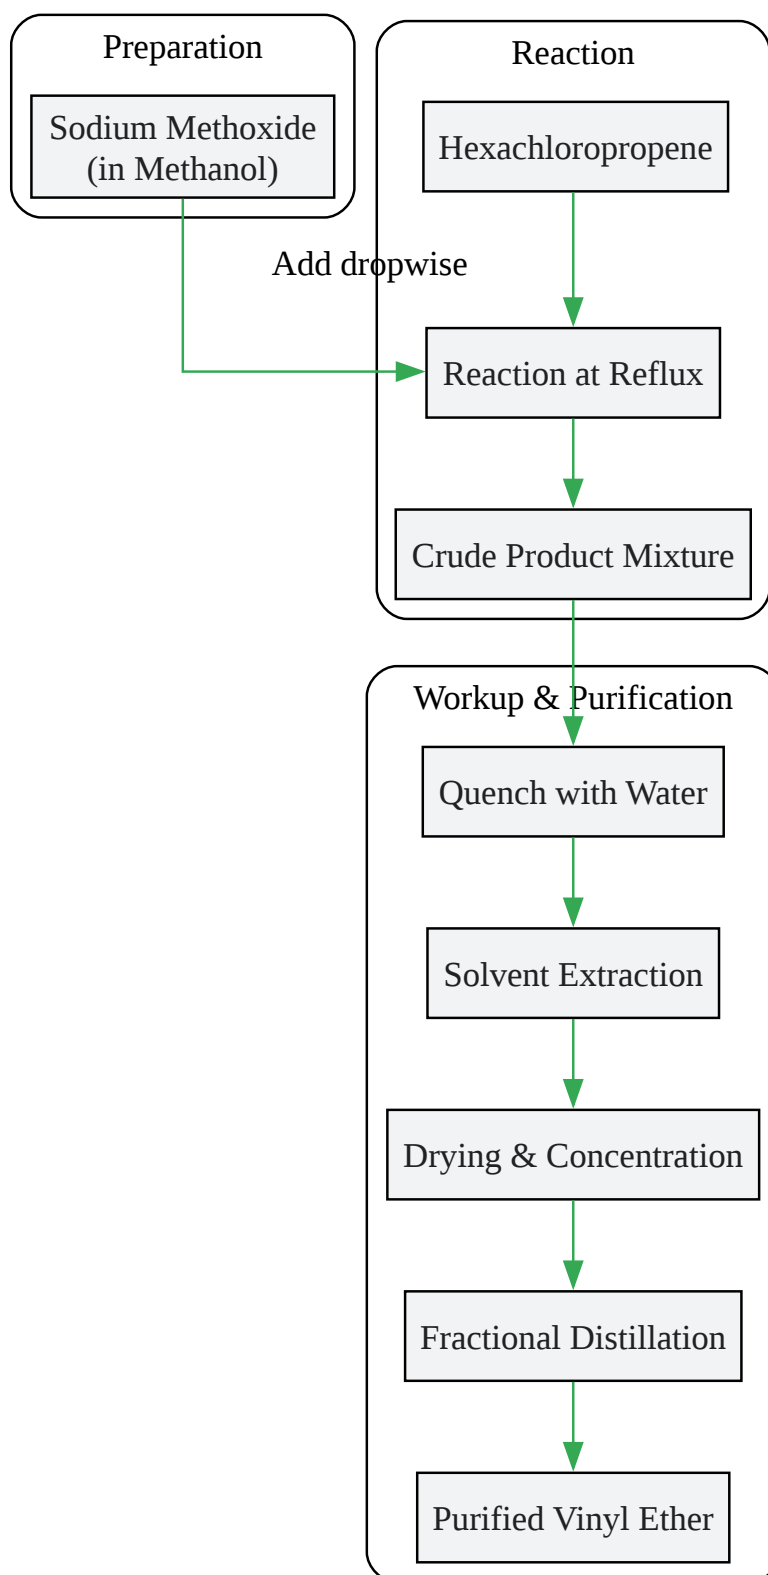 Preparation
Sodium Methoxide
(in Methanol)
Reaction
Hexachloropropene
Add dropwise
Reaction at Reflux
Crude Product Mixture
Workup & Purification
Quench with Water
Solvent Extraction
Drying & Concentration
Fractional Distillation
Purified Vinyl Ether